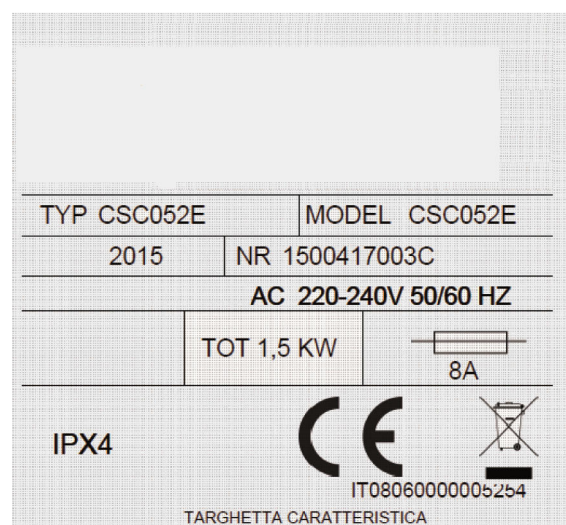 TYP CSC052E MODEL CSC052E
2015 NR 1500417003C
AC 220-240V 50/60 HZ
TOT 1,5 KW
8A
IPX4
CE
IT08060000005254
TARGHETTA CARATTERISTICA